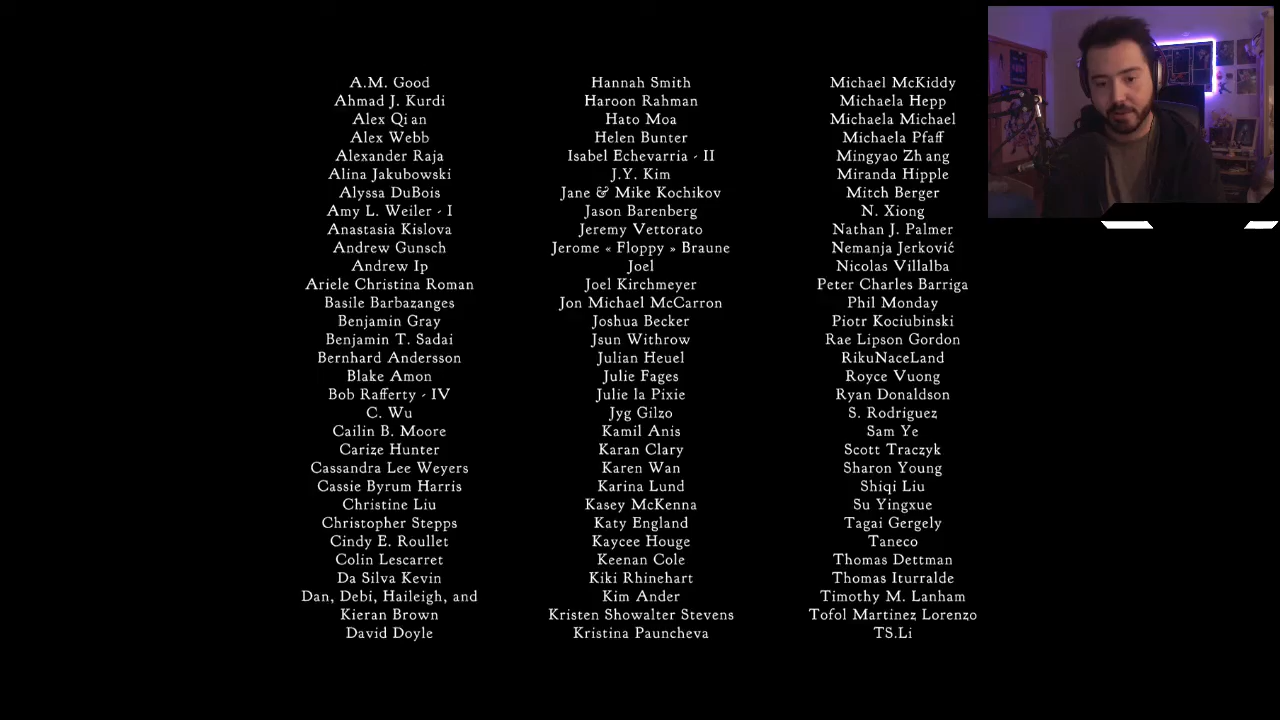 A.M. Good
Ahmad J. Kurdi
Alex Qian
Alex Webb
Alexander Raja
Alina Jakubowski
Alyssa DuBois
Amy L. Weiler - I
Anastasia Kislova
Andrew Gunsch
Andrew Ip
Ariele Christina Roman
Basile Barbazanges
Benjamin Gray
Benjamin T. Sadai
Bernhard Andersson
Blake Amon
Bob Rafferty - IV
C. Wu
Cailin B. Moore
Carize Hunter
Cassandra Lee Weyers
Cassie Byrum Harris
Christine Liu
Christopher Stepps
Cindy E. Roullet
Colin Lescarret
Da Silva Kevin
Dan, Debi, Haileigh, and
Kieran Brown
David Doyle
Hannah Smith
Haroon Rahman
Hato Moa
Helen Bunter
Isabel Echevarria - II
J.Y. Kim
Jane & Mike Kochikov
Jason Barenberg
Jeremy Vettorato
Jerome « Floppy » Braune
Joel
Joel Kirchmeyer
Jon Michael McCarron
Joshua Becker
Jsun Withrow
Julian Heuel
Julie Fages
Julie la Pixie
Jyg Gilzo
Kamil Anis
Karan Clary
Karen Wan
Karina Lund
Kasey McKenna
Katy England
Kaycee Houge
Keenan Cole
Kiki Rhinehart
Kim Ander
Kristen Showalter Stevens
Kristina Pauncheva
Michael McKiddy
Michaela Hepp
Michaela Michael
Michaela Pfaff
Mingyao Zhang
Miranda Hipple
Mitch Berger
N. Xiong
Nathan J. Palmer
Nemanja Jerković
Nicolas Villalba
Peter Charles Barriga
Phil Monday
Piotr Kociubinski
Rae Lipson Gordon
RikuNaceLand
Royce Vuong
Ryan Donaldson
S. Rodriguez
Sam Ye
Scott Traczyk
Sharon Young
Shiqi Liu
Su Yingxue
Tagai Gergely
Taneco
Thomas Dettman
Thomas Iturralde
Timothy M. Lanham
Tofol Martinez Lorenzo
TS.Li